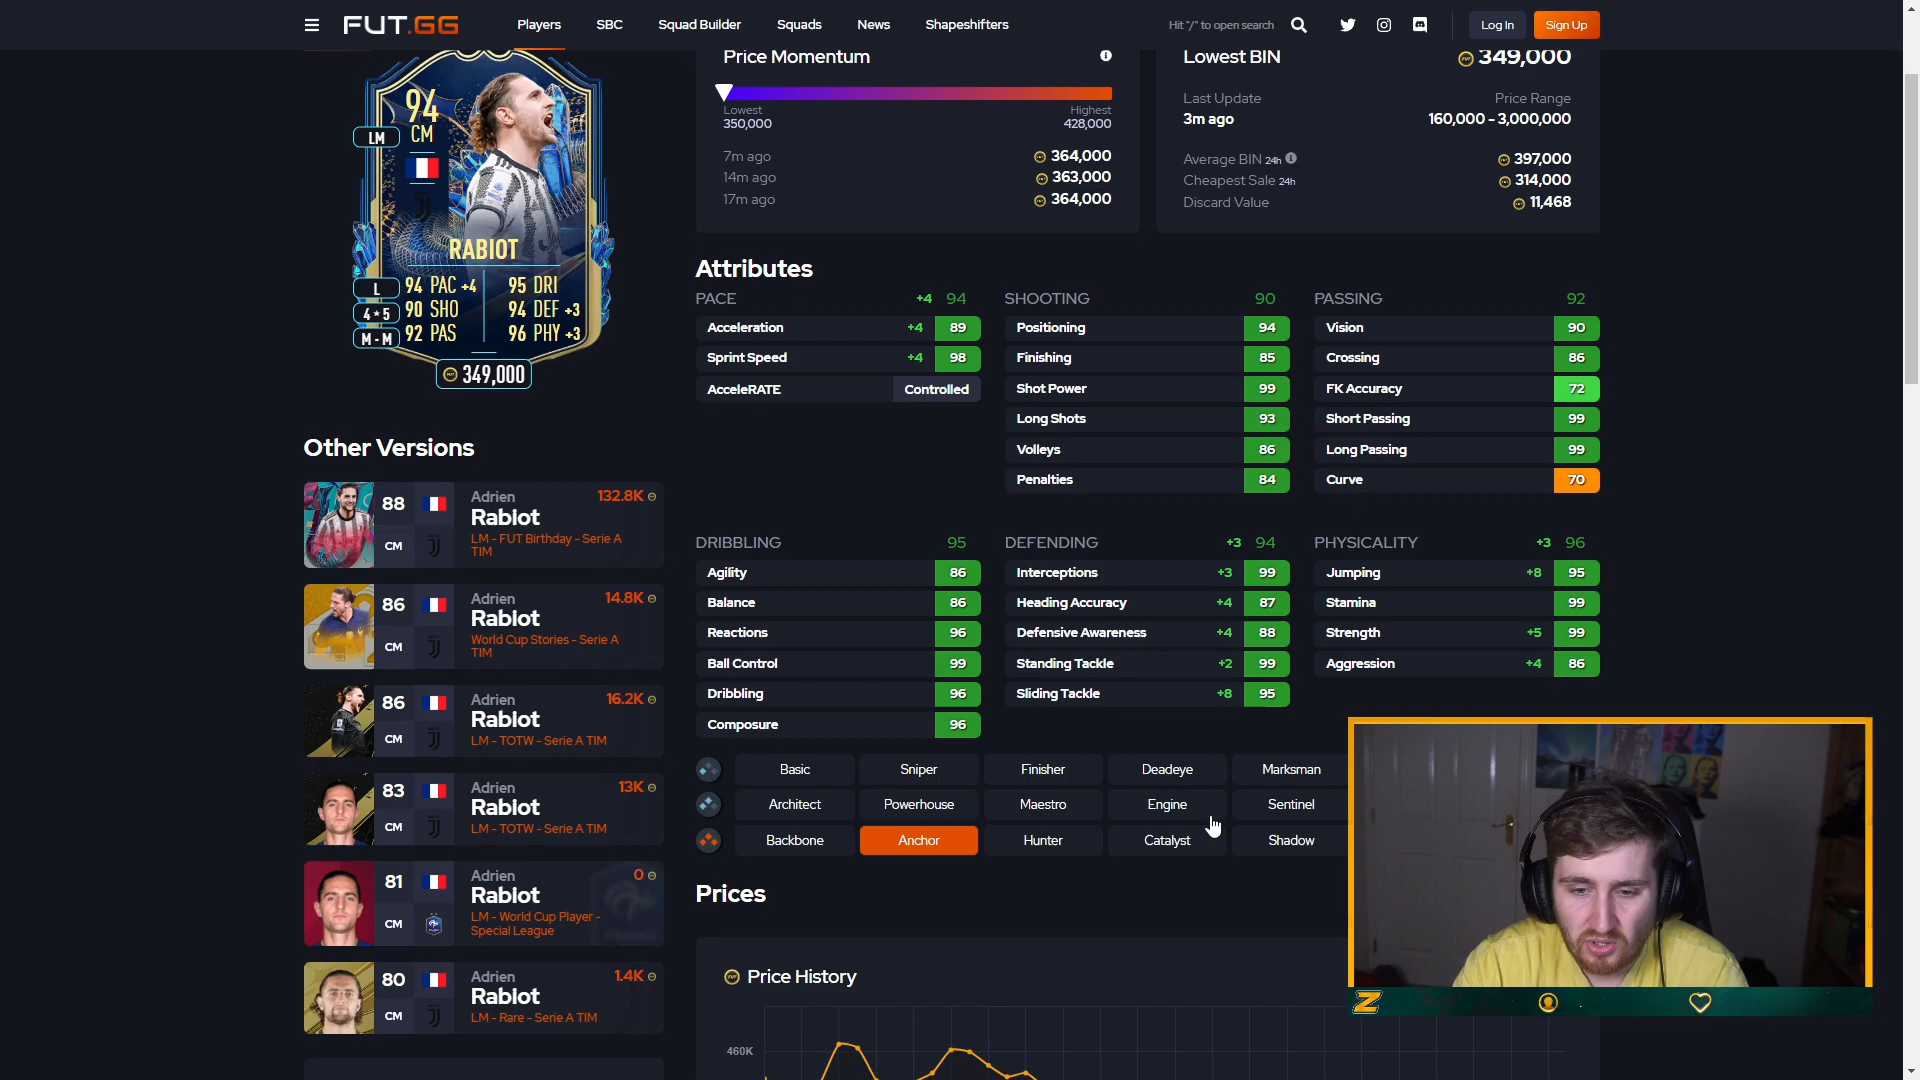 FUT.GG
Players
SBC
Squad Builder
Squads
News
Shapeshifters
Hit "/" to open search
Log In
Sign Up
94
CM
LM
RABIOT
L
4★5
M - M
94 PAC +4
90 SHO
92 PAS
95 DRI
94 DEF +3
96 PHY +3
349,000
Price Momentum
Lowest
350,000
Highest
428,000
7m ago
364,000
14m ago
363,000
17m ago
364,000
Lowest BIN
349,000
Last Update
Price Range
3m ago
160,000 - 3,000,000
Average BIN 24h
397,000
Cheapest Sale 24h
314,000
Discard Value
11,468
Attributes
PACE +4 94
Acceleration +4 89
Sprint Speed +4 98
AcceleRATE Controlled
SHOOTING 90
Positioning 94
Finishing 85
Shot Power 99
Long Shots 93
Volleys 86
Penalties 84
PASSING 92
Vision 90
Crossing 86
FK Accuracy 72
Short Passing 99
Long Passing 99
Curve 70
DRIBBLING 95
Agility 86
Balance 86
Reactions 96
Ball Control 99
Dribbling 96
Composure 96
DEFENDING +3 94
Interceptions +3 99
Heading Accuracy +4 87
Defensive Awareness +4 88
Standing Tackle +2 99
Sliding Tackle +8 95
PHYSICALITY +3 96
Jumping +8 95
Stamina 99
Strength +5 99
Aggression +4 86
Basic
Sniper
Finisher
Deadeye
Marksman
Architect
Powerhouse
Maestro
Engine
Sentinel
Backbone
Anchor
Hunter
Catalyst
Shadow
Prices
Price History
460K
Other Versions
88
CM
Adrien
Rabiot
132.8K
LM - FUT Birthday - Serie A
TIM
86
CM
Adrien
Rabiot
14.8K
World Cup Stories - Serie A
TIM
86
CM
Adrien
Rabiot
16.2K
LM - TOTW - Serie A TIM
83
CM
Adrien
Rabiot
13K
LM - TOTW - Serie A TIM
81
CM
Adrien
Rabiot
0
LM - World Cup Player -
Special League
80
CM
Adrien
Rabiot
1.4K
LM - Rare - Serie A TIM
Z